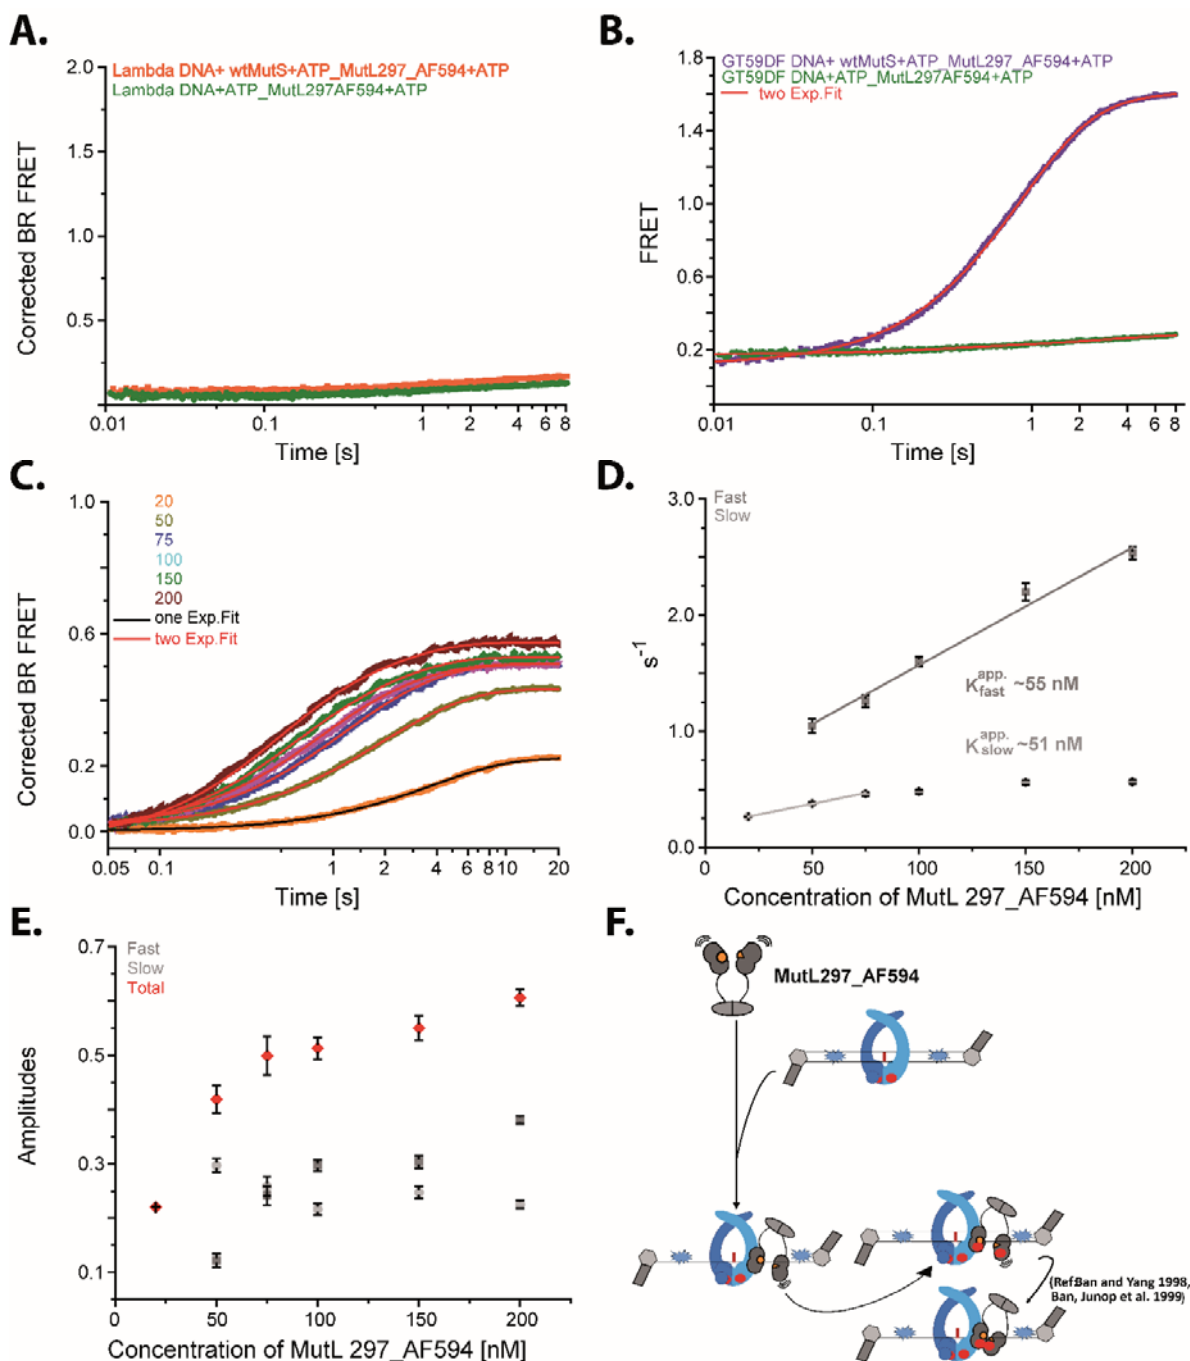 A.
Lambda DNA+ wtMutS+ATP_MutL297_AF594+ATP
Lambda DNA+ATP_MutL297AF594+ATP
2.0
1.5
1.0
0.5
Corrected BR FRET
0.01 0.1 1 2 4 6 8
Time [s]
B.
GT59DF DNA+ wtMutS+ATP_MutL297_AF594+ATP
GT59DF DNA+ATP_MutL297AF594+ATP
two Exp.Fit
1.8
1.4
1.0
0.6
0.2
FRET
0.01 0.1 1 2 4 6 8
Time [s]
C.
20
50
75
100
150
200
one Exp.Fit
two Exp.Fit
1.0
0.6
0.2
0.0
Corrected BR FRET
0.05 0.1 1 2 4 6 8 10 20
Time [s]
D.
Fast
Slow
3.0
2.0
1.0
0.0
s-1
K app. fast ~55 nM
K app. slow ~51 nM
0 50 100 150 200
Concentration of MutL 297_AF594 [nM]
E.
Fast
Slow
Total
0.7
0.5
0.3
0.1
Amplitudes
0 50 100 150 200
Concentration of MutL 297_AF594 [nM]
F.
MutL297_AF594
(Ref:Ban and Yang 1998,
Ban, Junop et al. 1999)